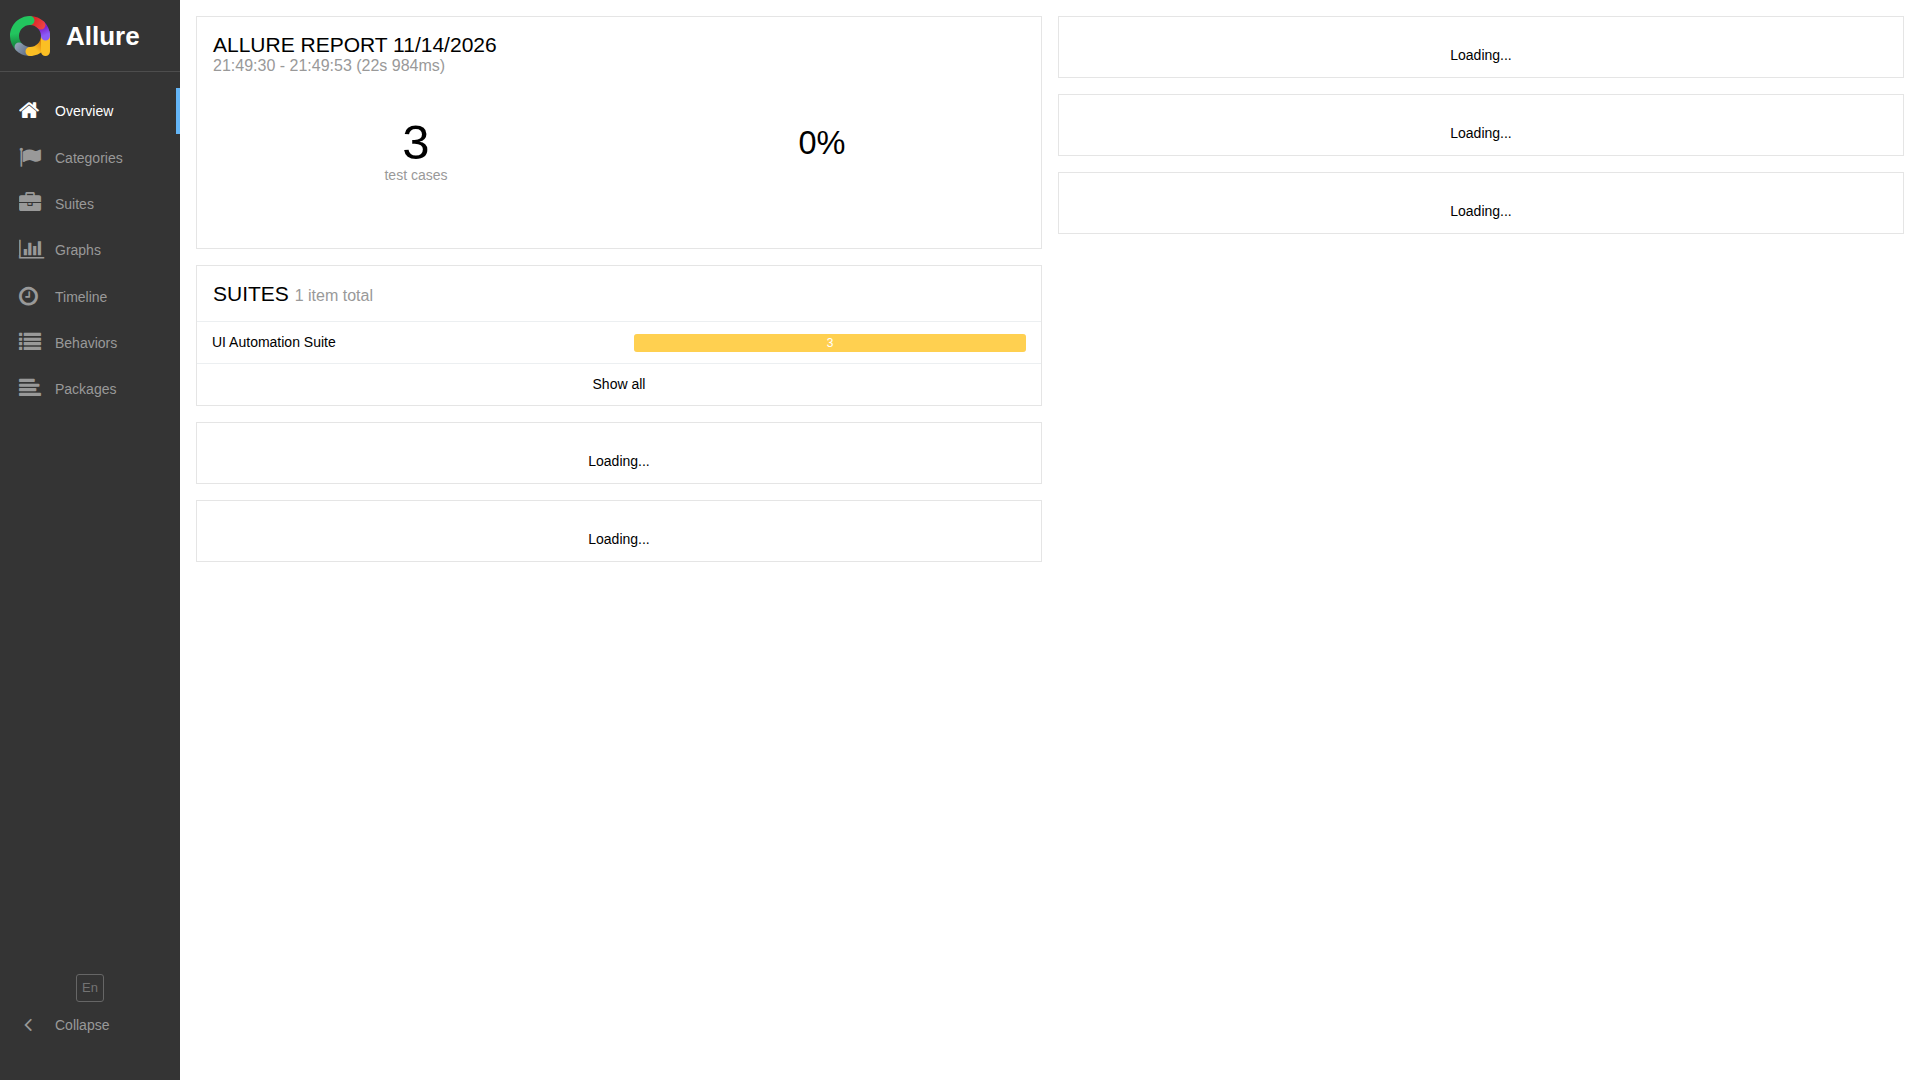 Allure
Overview
Categories
Suites
Graphs
Timeline
Behaviors
Packages
En
Collapse
ALLURE REPORT 11/14/2026
21:49:30 - 21:49:53 (22s 984ms)
3
test cases
0%
SUITES 1 item total
UI Automation Suite
3
Show all
Loading...
Loading...
Loading...
Loading...
Loading...